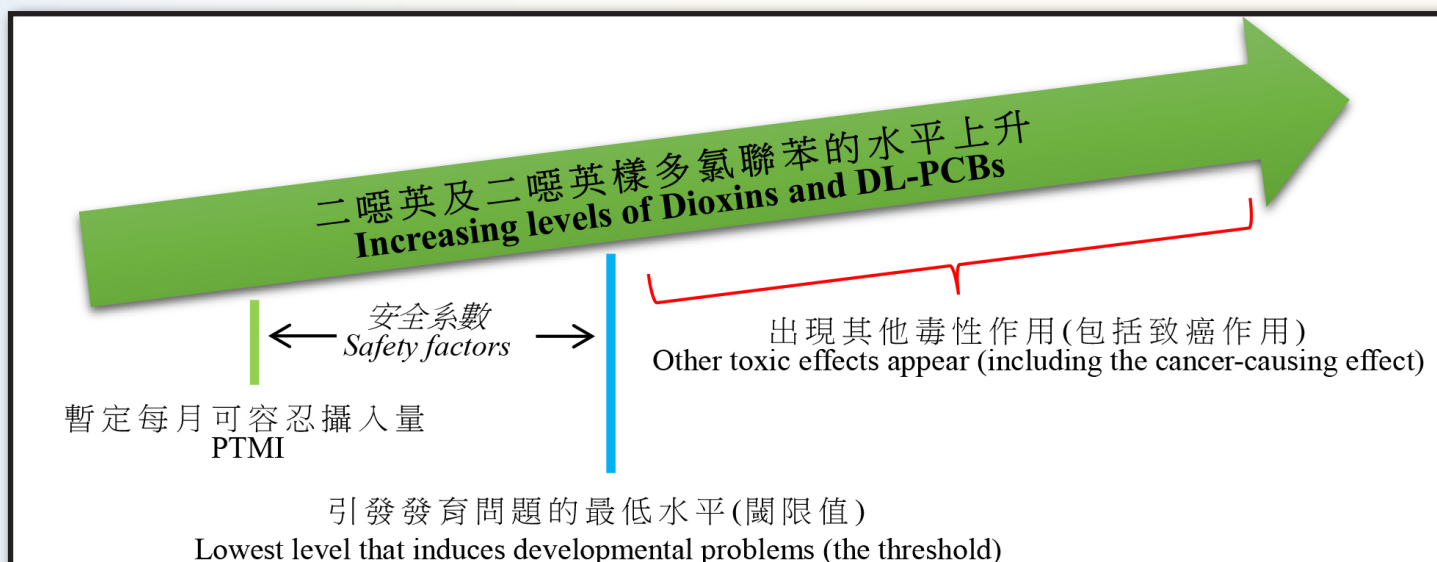 二噁英及二噁英樣多氯聯苯的水平上升
Increasing levels of Dioxins and DL-PCBs
安全系數
Safety factors
出現其他毒性作用(包括致癌作用)
Other toxic effects appear (including the cancer-causing effect)
暫定每月可容忍攝入量
PTMI
引發發育問題的最低水平(閾限值)
Lowest level that induces developmental problems (the threshold)